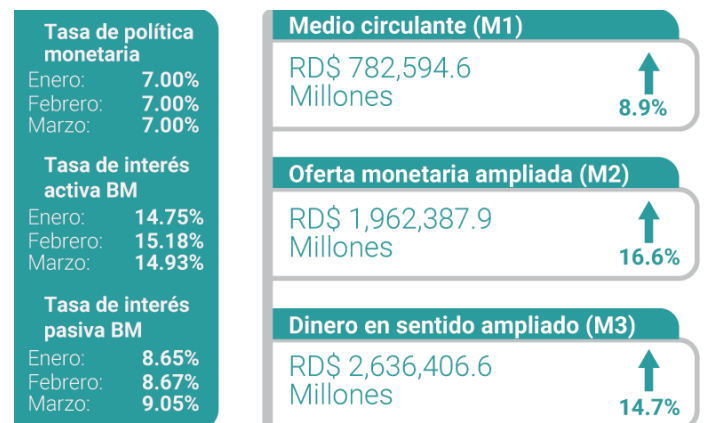 Tasa de política
monetaria
Enero: 7.00%
Febrero: 7.00%
Marzo: 7.00%
Tasa de interés
activa BM
Enero: 14.75%
Febrero: 15.18%
Marzo: 14.93%
Tasa de interés
pasiva BM
Enero: 8.65%
Febrero: 8.67%
Marzo: 9.05%
Medio circulante (M1)
RD$ 782,594.6
Millones
8.9%
Oferta monetaria ampliada (M2)
RD$ 1,962,387.9
Millones
16.6%
Dinero en sentido ampliado (M3)
RD$ 2,636,406.6
Millones
14.7%